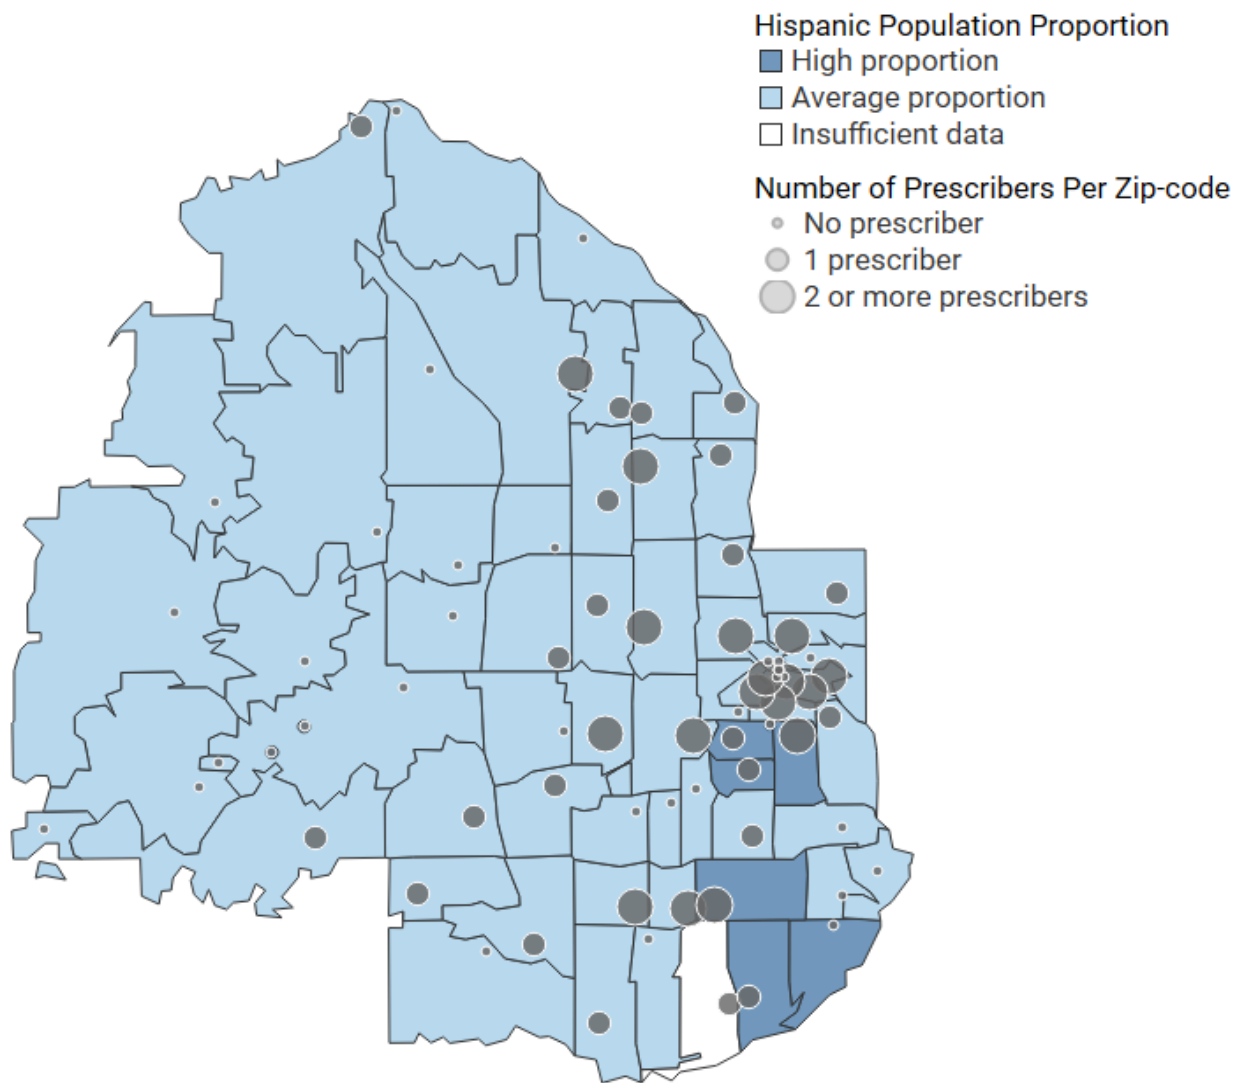 Hispanic Population Proportion
High proportion
Average proportion
Insufficient data
Number of Prescribers Per Zip-code
No prescriber
1 prescriber
2 or more prescribers